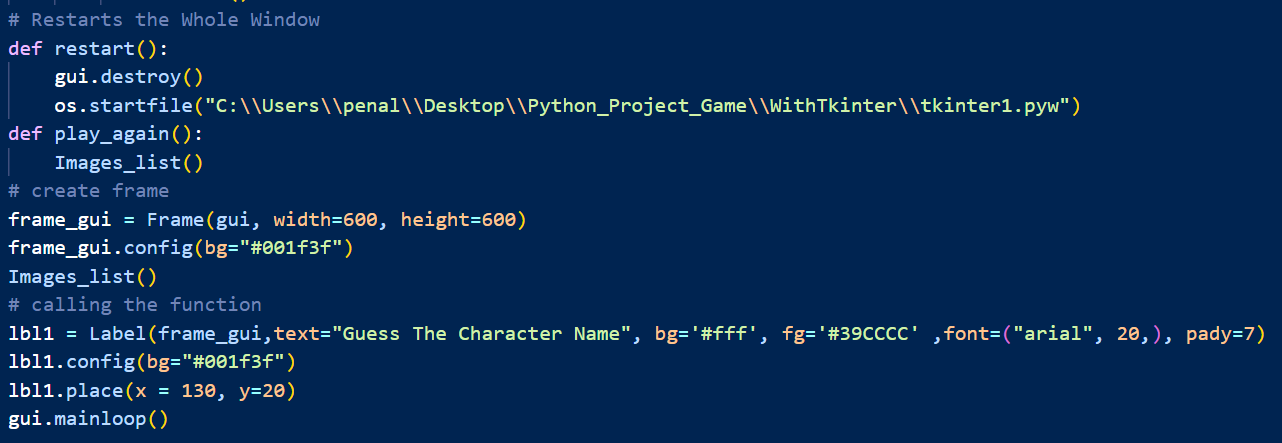 # Restarts the Whole Window
def restart():
    gui.destroy()
    os.startfile("C:\\Users\\penal\\Desktop\\Python_Project_Game\\WithTkinter\\tkinter1.pyw")
def play_again():
    Images_list()
# create frame
frame_gui = Frame(gui, width=600, height=600)
frame_gui.config(bg="#001f3f")
Images_list()
# calling the function
lbl1 = Label(frame_gui,text="Guess The Character Name", bg='#fff', fg='#39CCCC' ,font=("arial", 20,), pady=7)
lbl1.config(bg="#001f3f")
lbl1.place(x = 130, y=20)
gui.mainloop()